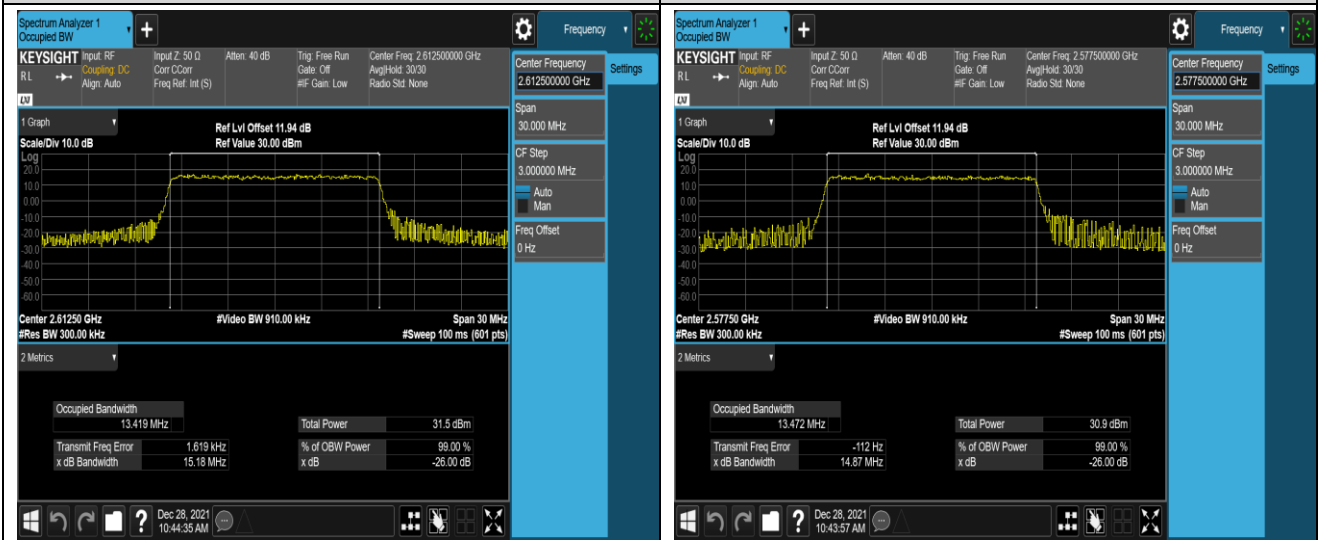 Spectrum Analyzer 1
Occupied BW
Frequency
KEYSIGHT
R L
LXI
Input: RF
Coupling: DC
Align: Auto
Input Z: 50 Ω
Corr CCorr
Freq Ref: Int (S)
Atten: 40 dB
Trig: Free Run
Gate: Off
#IF Gain: Low
Center Freq: 2.612500000 GHz
Avg|Hold: 30/30
Radio Std: None
Center Frequency
2.612500000 GHz
Settings
Span
30.000 MHz
CF Step
3.000000 MHz
Auto
Man
Freq Offset
0 Hz
1 Graph
Scale/Div 10.0 dB
Ref Lvl Offset 11.94 dB
Ref Value 30.00 dBm
Log
20.0
10.0
0.00
-10.0
-20.0
-30.0
-40.0
-50.0
-60.0
Center 2.61250 GHz
#Video BW 910.00 kHz
Span 30 MHz
#Res BW 300.00 kHz
#Sweep 100 ms (601 pts)
2 Metrics
Occupied Bandwidth
13.419 MHz
Total Power 31.5 dBm
Transmit Freq Error 1.619 kHz
% of OBW Power 99.00 %
x dB Bandwidth 15.18 MHz
x dB -26.00 dB
?
Dec 28, 2021
10:44:35 AM
Spectrum Analyzer 1
Occupied BW
Frequency
KEYSIGHT
R L
LXI
Input: RF
Coupling: DC
Align: Auto
Input Z: 50 Ω
Corr CCorr
Freq Ref: Int (S)
Atten: 40 dB
Trig: Free Run
Gate: Off
#IF Gain: Low
Center Freq: 2.577500000 GHz
Avg|Hold: 30/30
Radio Std: None
Center Frequency
2.577500000 GHz
Settings
Span
30.000 MHz
CF Step
3.000000 MHz
Auto
Man
Freq Offset
0 Hz
1 Graph
Scale/Div 10.0 dB
Ref Lvl Offset 11.94 dB
Ref Value 30.00 dBm
Log
20.0
10.0
0.00
-10.0
-20.0
-30.0
-40.0
-50.0
-60.0
Center 2.57750 GHz
#Video BW 910.00 kHz
Span 30 MHz
#Res BW 300.00 kHz
#Sweep 100 ms (601 pts)
2 Metrics
Occupied Bandwidth
13.472 MHz
Total Power 30.9 dBm
Transmit Freq Error -112 Hz
% of OBW Power 99.00 %
x dB Bandwidth 14.87 MHz
x dB -26.00 dB
?
Dec 28, 2021
10:43:57 AM